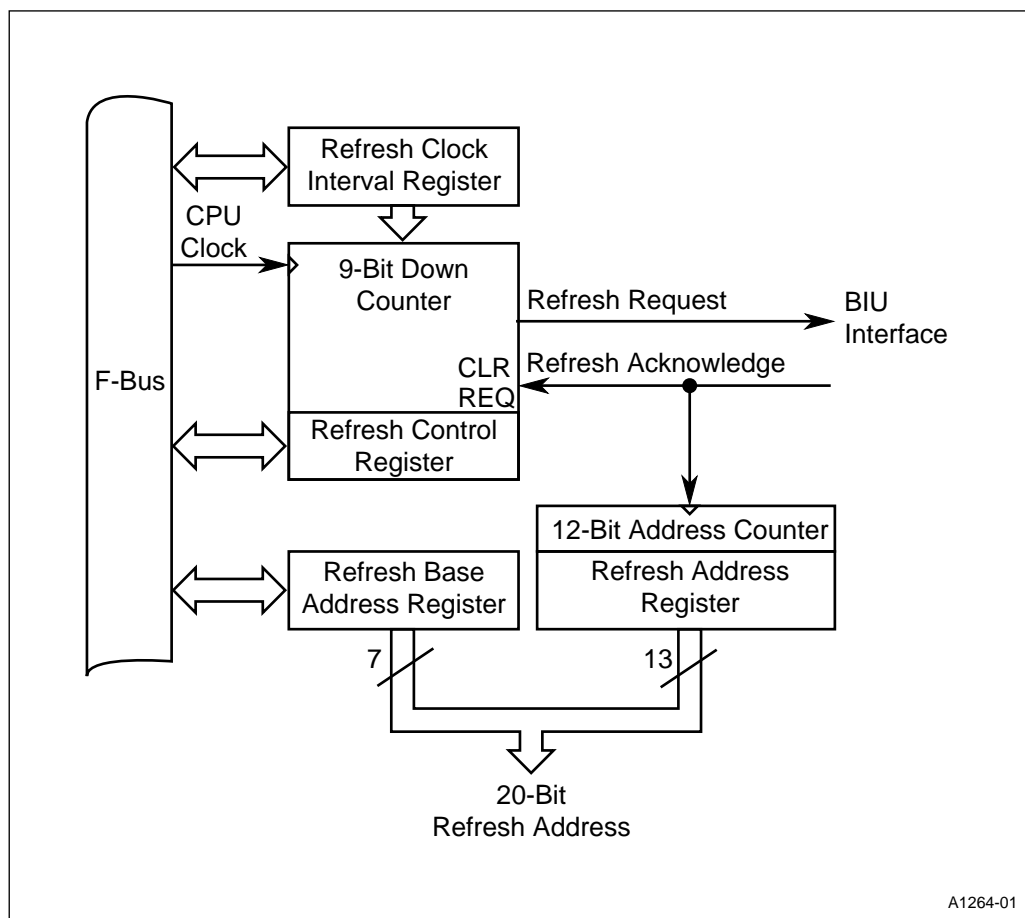 Refresh Clock
Interval Register
CPU
Clock
9-Bit Down
Counter
Refresh Request
BIU
Interface
F-Bus
CLR
REQ
Refresh Acknowledge
Refresh Control
Register
12-Bit Address Counter
Refresh Base
Address Register
Refresh Address
Register
7
13
20-Bit
Refresh Address
A1264-01